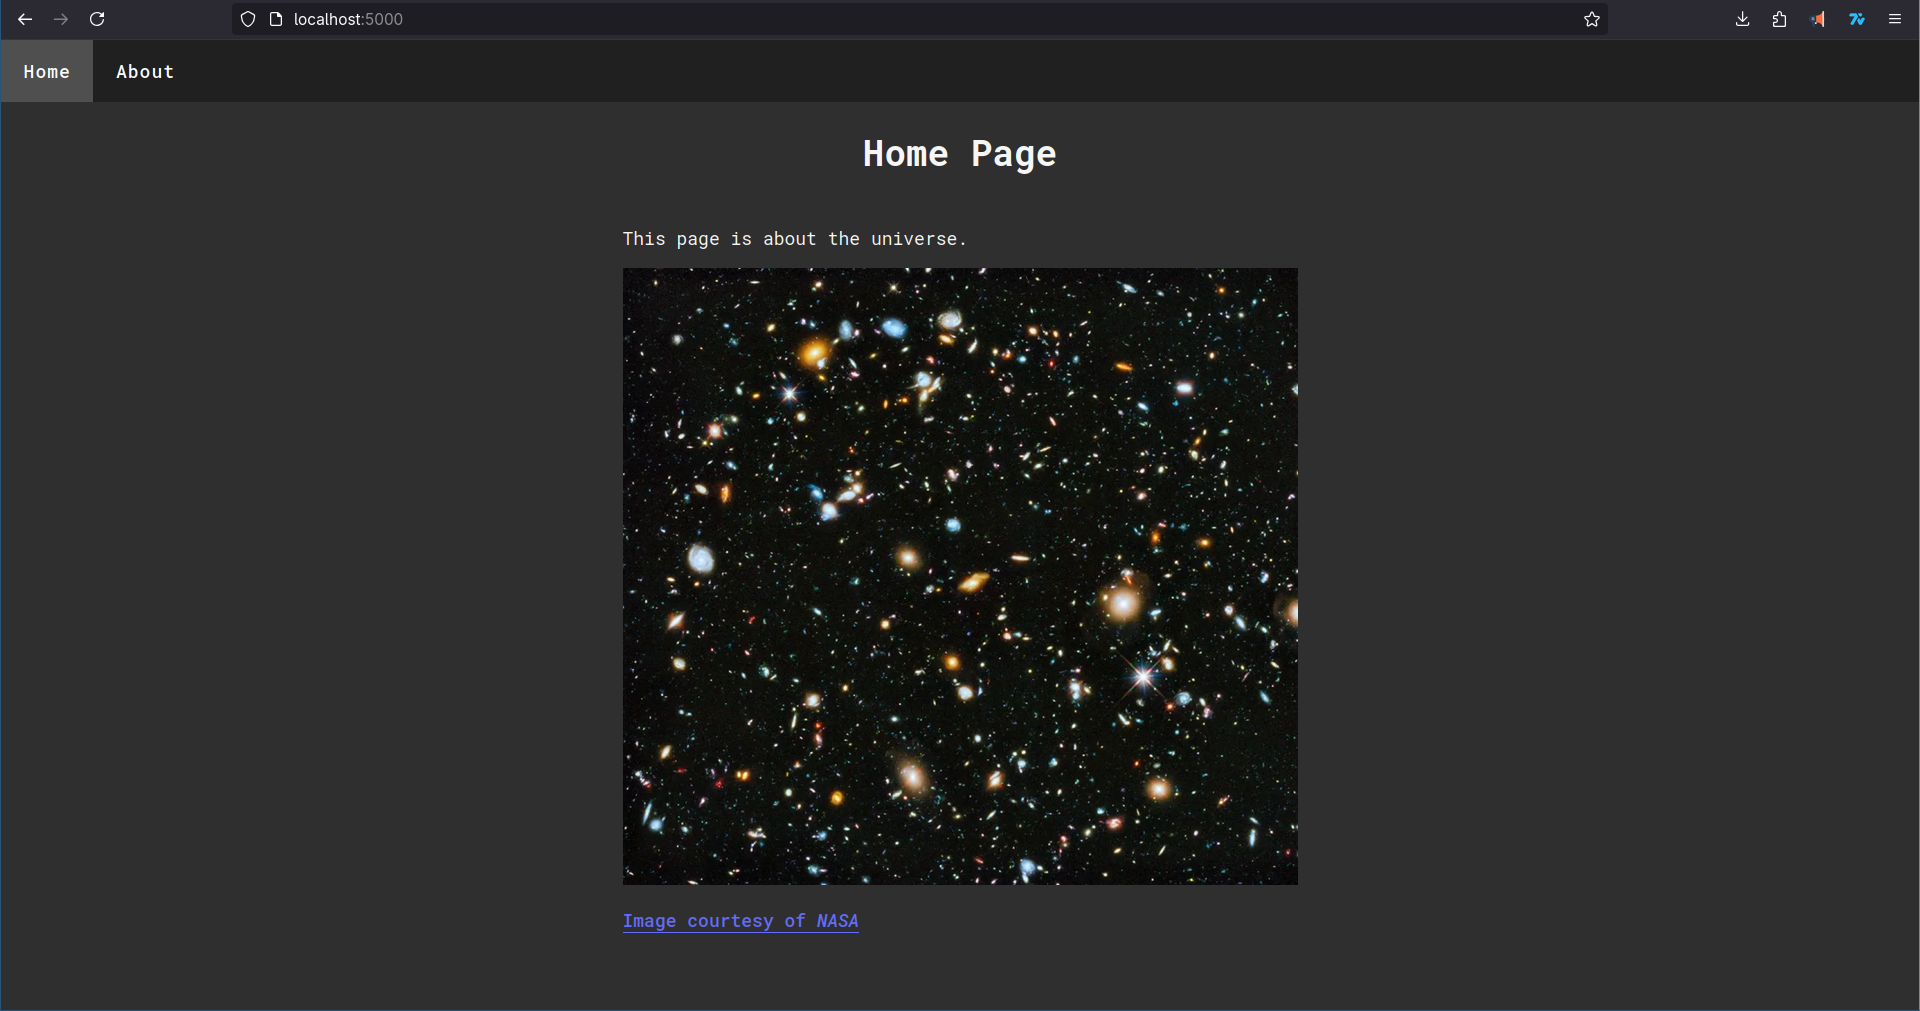 localhost:5000
Home About
Home Page
This page is about the universe.
Image courtesy of NASA